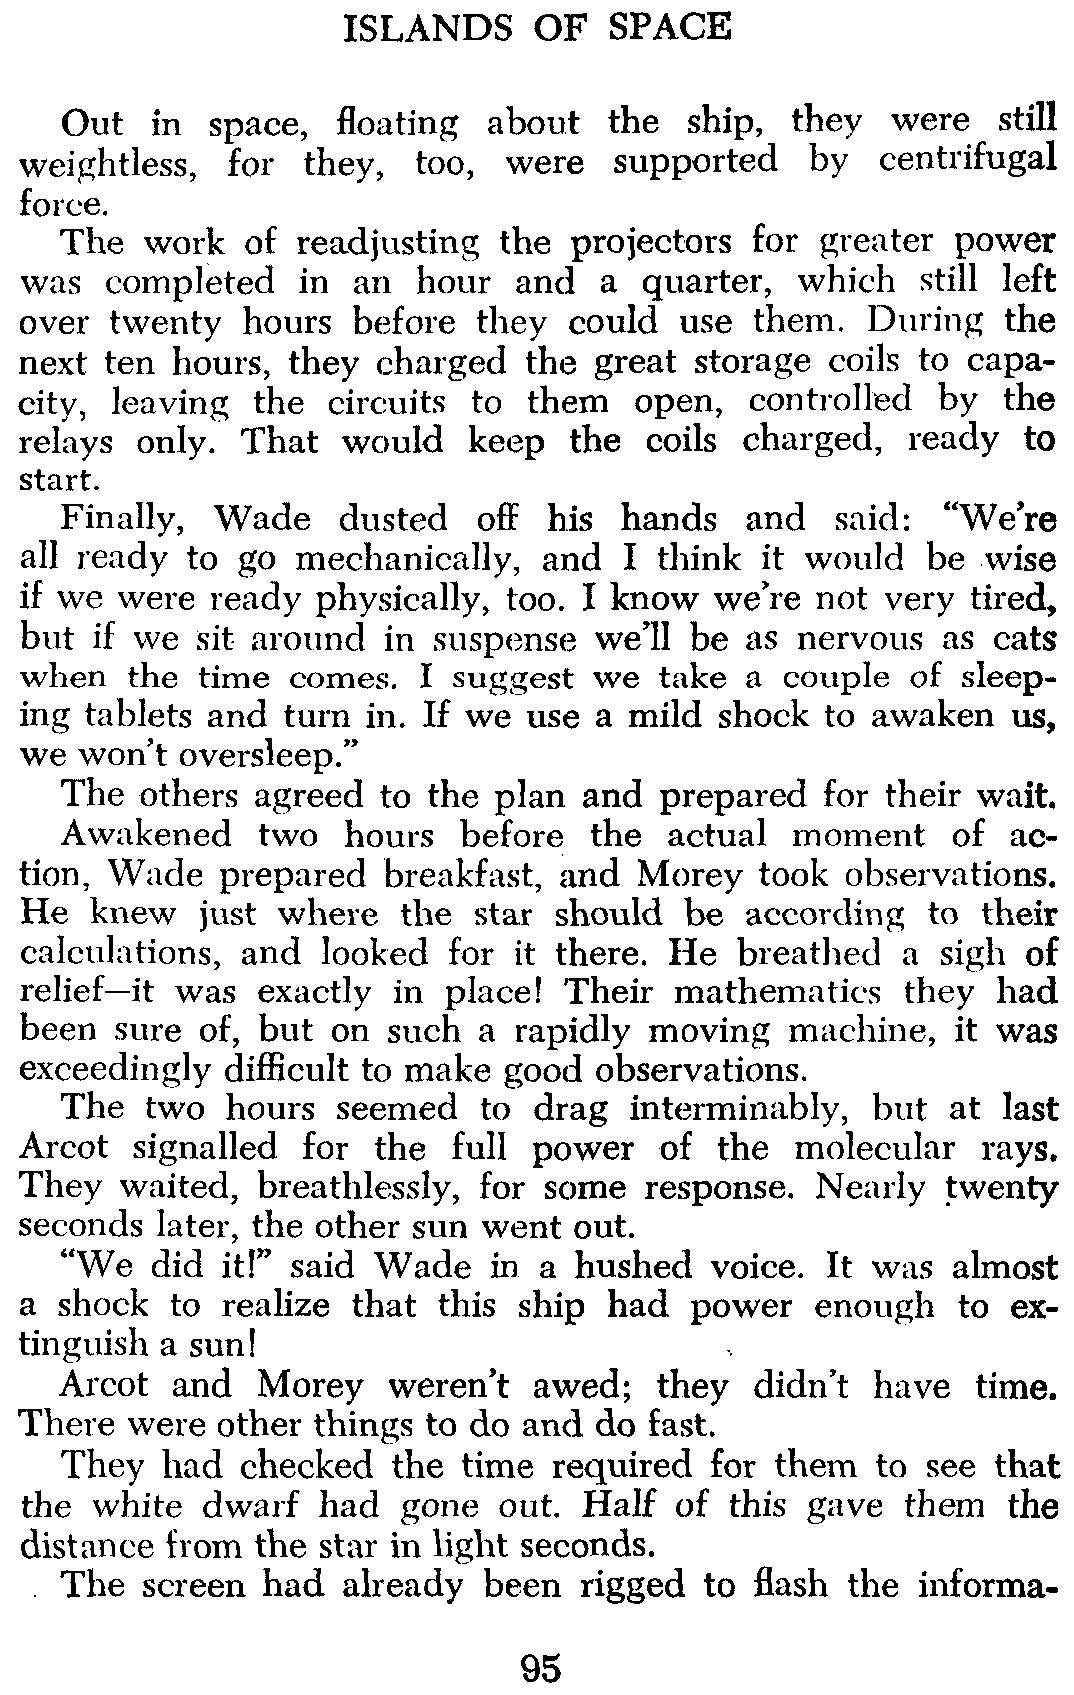 ISLANDS OF SPACE
Out in space, floating about the ship, they were still
weightless, for they, too, were supported by centrifugal
force.
The work of readjusting the projectors for greater power
was completed in an hour and a quarter, which still left
over twenty hours before they could use them. During the
next ten hours, they charged the great storage coils to capa-
city, leaving the circuits to them open, controlled by the
relays only. That would keep the coils charged, ready to
start.
Finally, Wade dusted off his hands and said: “We’re
all ready to go mechanically, and I think it would be wise
if we were ready physically, too. I know we’re not very tired,
but if we sit around in suspense we’ll be as nervous as cats
when the time comes. I suggest we take a couple of sleep-
ing tablets and turn in. If we use a mild shock to awaken us,
we won’t oversleep.”
The others agreed to the plan and prepared for their wait.
Awakened two hours before the actual moment of ac-
tion, Wade prepared breakfast, and Morey took observations.
He knew just where the star should be according to their
calculations, and looked for it there. He breathed a sigh of
relief—it was exactly in place! Their mathematics they had
been sure of, but on such a rapidly moving machine, it was
exceedingly difficult to make good observations.
The two hours seemed to drag interminably, but at last
Arcot signalled for the full power of the molecular rays.
They waited, breathlessly, for some response. Nearly twenty
seconds later, the other sun went out.
“We did it!” said Wade in a hushed voice. It was almost
a shock to realize that this ship had power enough to ex-
tinguish a sun!
Arcot and Morey weren’t awed; they didn’t have time.
There were other things to do and do fast.
They had checked the time required for them to see that
the white dwarf had gone out. Half of this gave them the
distance from the star in light seconds.
The screen had already been rigged to flash the informa-
95